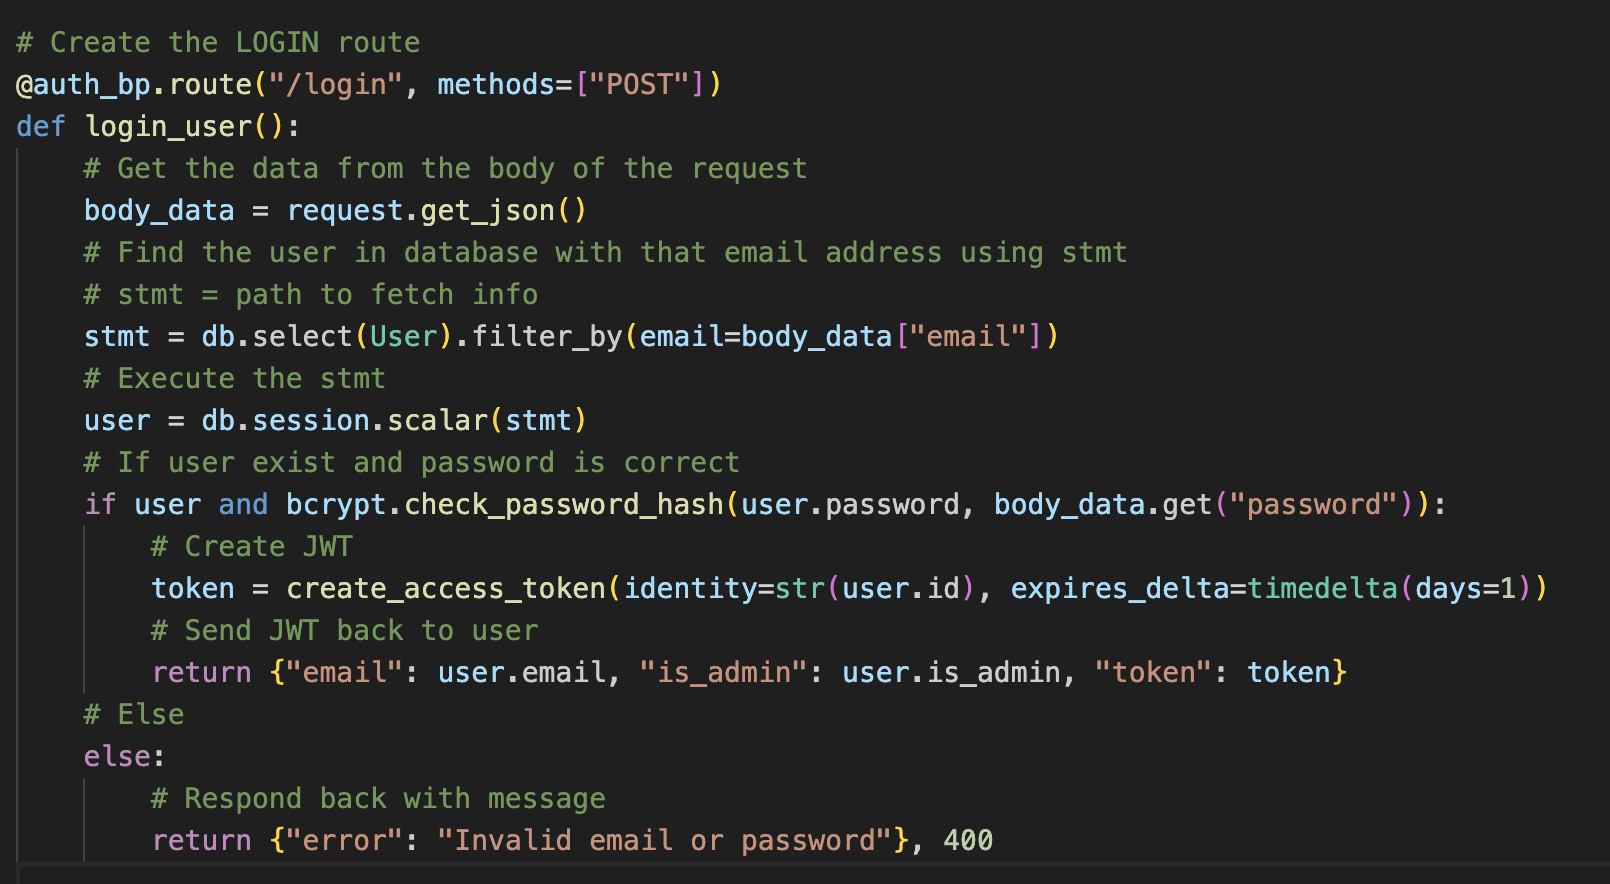 # Create the LOGIN route
@auth_bp.route("/login", methods=["POST"])
def login_user():
    # Get the data from the body of the request
    body_data = request.get_json()
    # Find the user in database with that email address using stmt
    # stmt = path to fetch info
    stmt = db.select(User).filter_by(email=body_data["email"])
    # Execute the stmt
    user = db.session.scalar(stmt)
    # If user exist and password is correct
    if user and bcrypt.check_password_hash(user.password, body_data.get("password")):
        # Create JWT
        token = create_access_token(identity=str(user.id), expires_delta=timedelta(days=1))
        # Send JWT back to user
        return {"email": user.email, "is_admin": user.is_admin, "token": token}
    # Else
    else:
        # Respond back with message
        return {"error": "Invalid email or password"}, 400